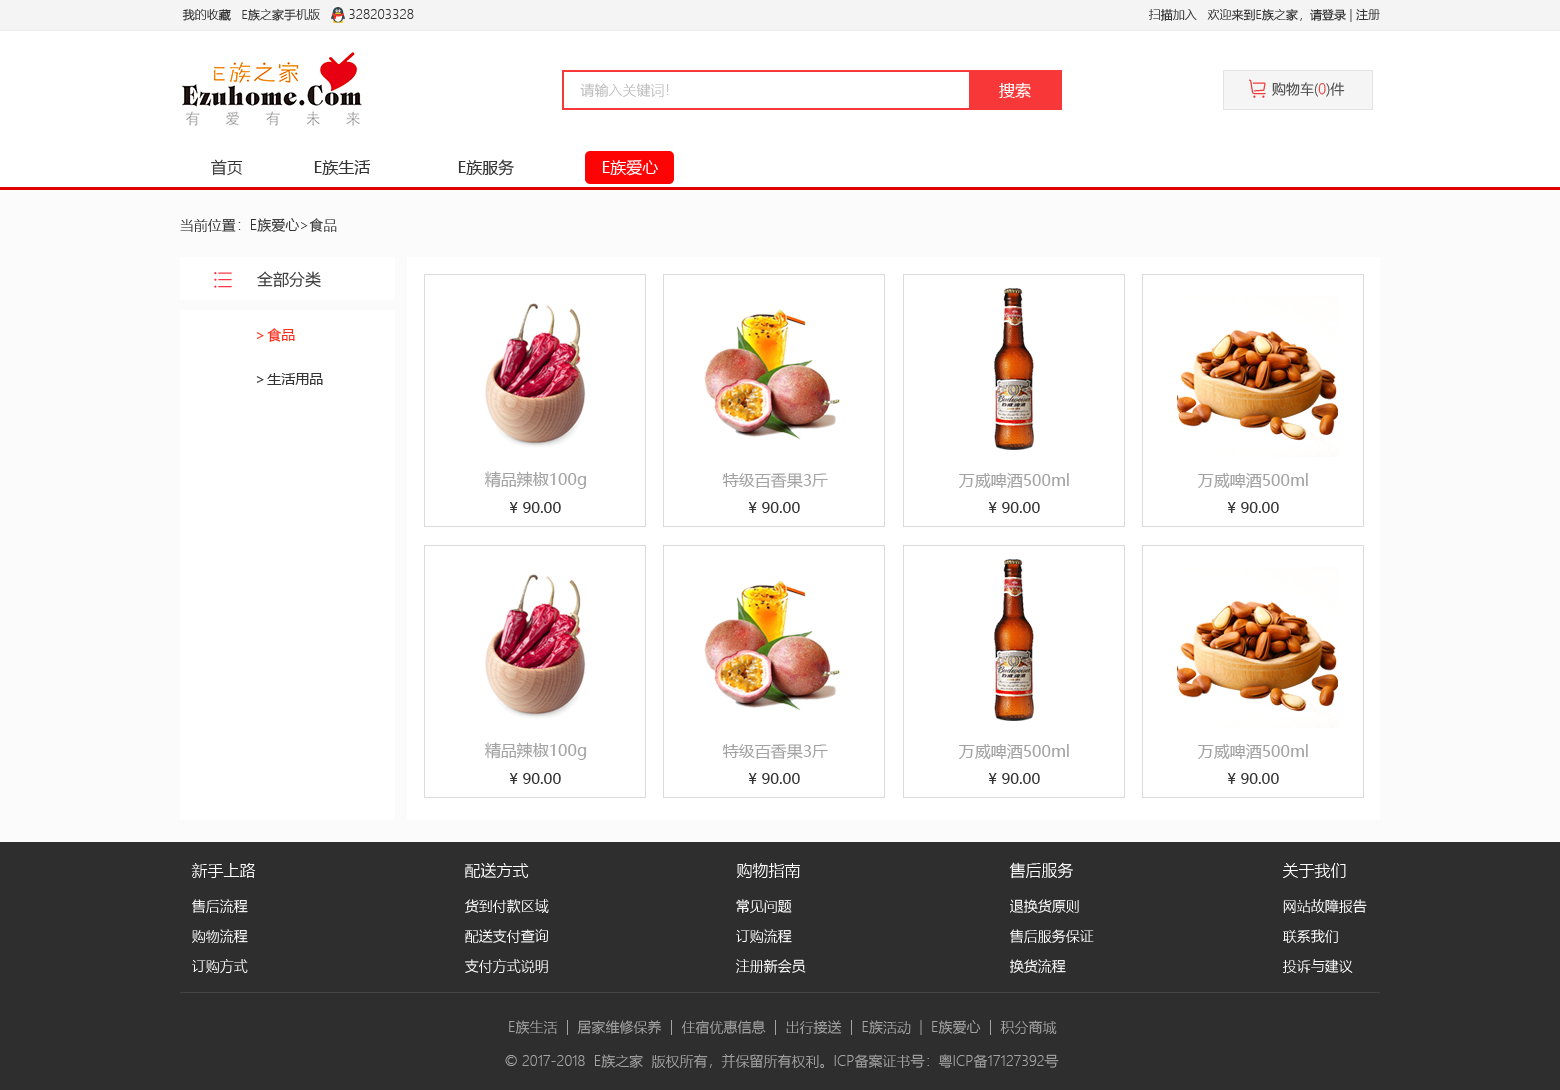 我的收藏 E族之家手机版 328203328 扫描加入 欢迎来到E族之家，请登录 | 注册
E族之家
Ezuhome.Com
有爱有未来
请输入关键词！ 搜索
购物车(0)件
首页 E族生活 E族服务 E族爱心
当前位置：E族爱心>食品
全部分类
> 食品
> 生活用品
Budweiser
精品辣椒100g 特级百香果3斤 万威啤酒500ml 万威啤酒500ml
¥ 90.00 ¥ 90.00 ¥ 90.00 ¥ 90.00
Budweiser
精品辣椒100g 特级百香果3斤 万威啤酒500ml 万威啤酒500ml
¥ 90.00 ¥ 90.00 ¥ 90.00 ¥ 90.00
新手上路 配送方式 购物指南 售后服务 关于我们
售后流程 货到付款区域 常见问题 退换货原则 网站故障报告
购物流程 配送支付查询 订购流程 售后服务保证 联系我们
订购方式 支付方式说明 注册新会员 换货流程 投诉与建议
E族生活 | 居家维修保养 | 住宿优惠信息 | 出行接送 | E族活动 | E族爱心 | 积分商城
© 2017-2018 E族之家 版权所有，并保留所有权利。ICP备案证书号：粤ICP备17127392号